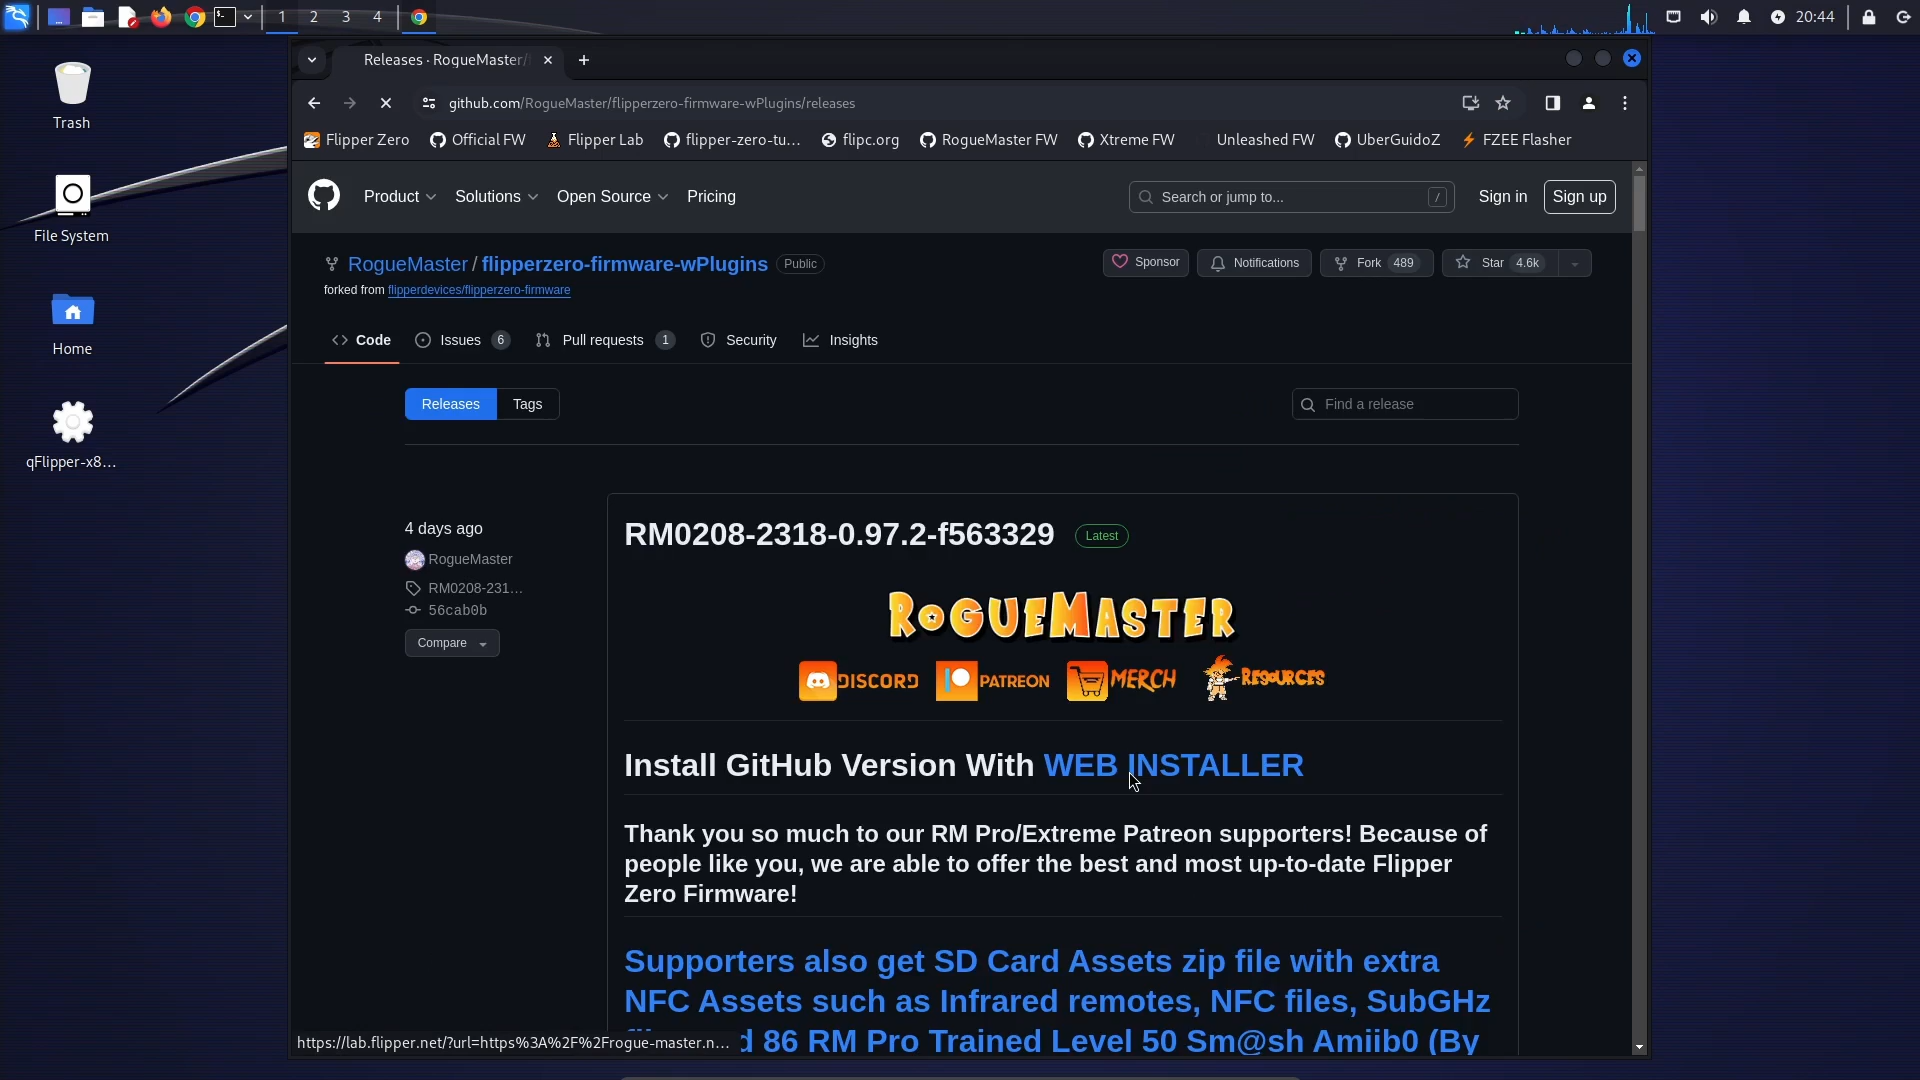 1 2 3 4
20:44
Trash
File System
Home
qFlipper-x8...
Releases · RogueMaster/
github.com/RogueMaster/flipperzero-firmware-wPlugins/releases
Flipper Zero Official FW Flipper Lab flipper-zero-tu... flipc.org RogueMaster FW Xtreme FW Unleashed FW UberGuidoZ FZEE Flasher
Product Solutions Open Source Pricing Search or jump to... / Sign in Sign up
RogueMaster / flipperzero-firmware-wPlugins Public Sponsor Notifications Fork 489 Star 4.6k
forked from flipperdevices/flipperzero-firmware
Code Issues 6 Pull requests 1 Security Insights
Releases Tags Find a release
4 days ago
RogueMaster
RM0208-231...
56cab0b
Compare
RM0208-2318-0.97.2-f563329 Latest
ROGUEMASTER
DISCORD PATREON MERCH RESOURCES
Install GitHub Version With WEB INSTALLER
Thank you so much to our RM Pro/Extreme Patreon supporters! Because of
people like you, we are able to offer the best and most up-to-date Flipper
Zero Firmware!
Supporters also get SD Card Assets zip file with extra
NFC Assets such as Infrared remotes, NFC files, SubGHz
86 RM Pro Trained Level 50 Sm@sh Amiib0 (By
https://lab.flipper.net/?url=https%3A%2F%2Frogue-master.n...